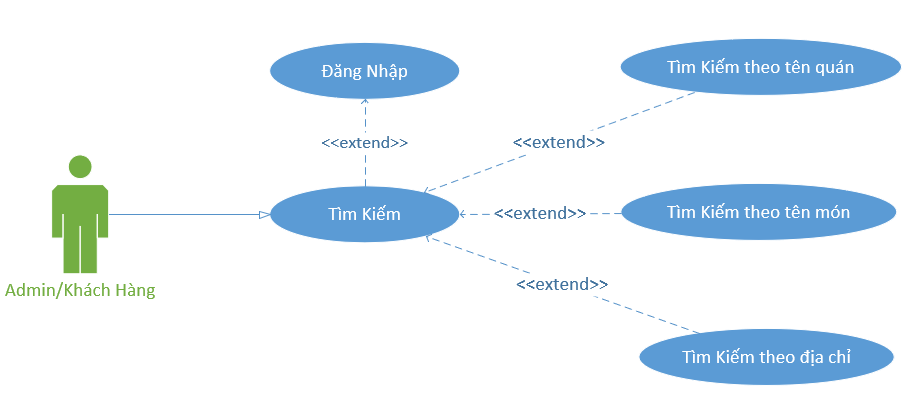 Đăng Nhập
Tìm Kiếm theo tên quán
<<extend>>
<<extend>>
Tìm Kiếm
<<extend>>
Tìm Kiếm theo tên món
Admin/Khách Hàng
<<extend>>
Tìm Kiếm theo địa chỉ